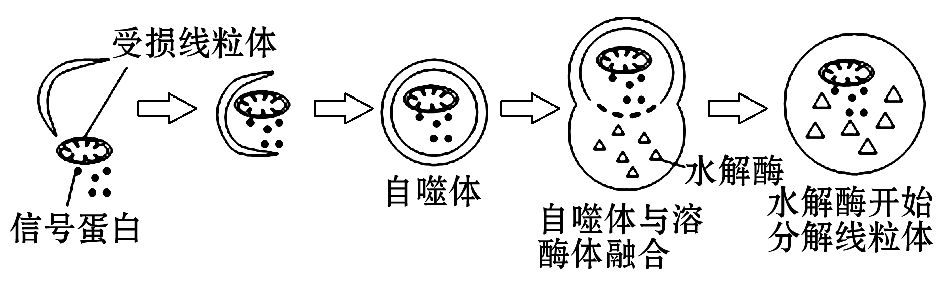 受损线粒体
信号蛋白
自噬体
水解酶
自噬体与溶
酶体融合
水解酶开始
分解线粒体